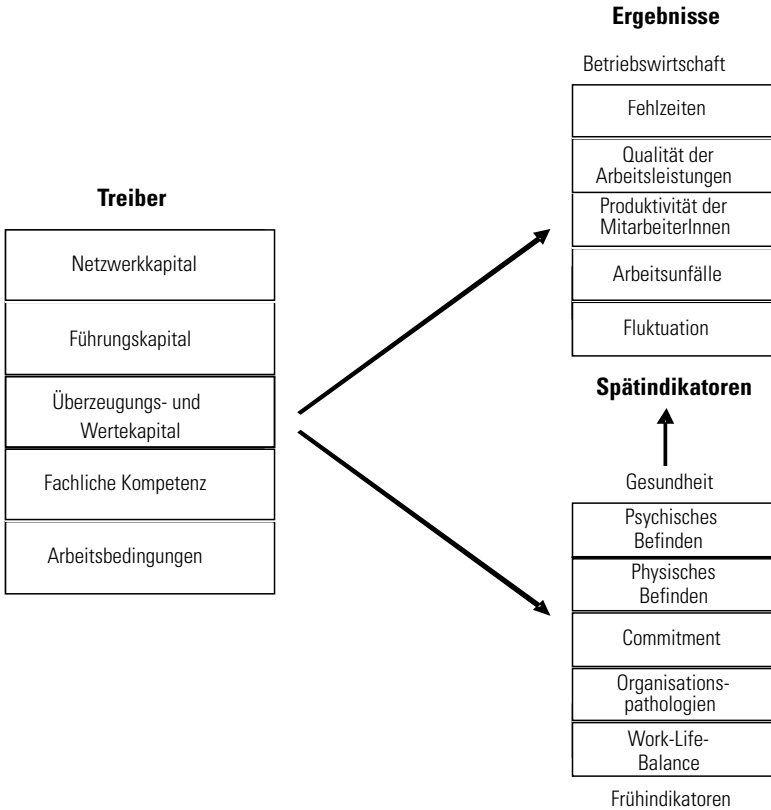 Treiber
Netzwerkkapital
Führungskapital
Überzeugungs- und
Wertekapital
Fachliche Kompetenz
Arbeitsbedingungen
Ergebnisse
Betriebswirtschaft
Fehlzeiten
Qualität der
Arbeitsleistungen
Produktivität der
MitarbeiterInnen
Arbeitsunfälle
Fluktuation
Spätindikatoren
Gesundheit
Psychisches
Befinden
Physisches
Befinden
Commitment
Organisations-
pathologien
Work-Life-
Balance
Frühindikatoren